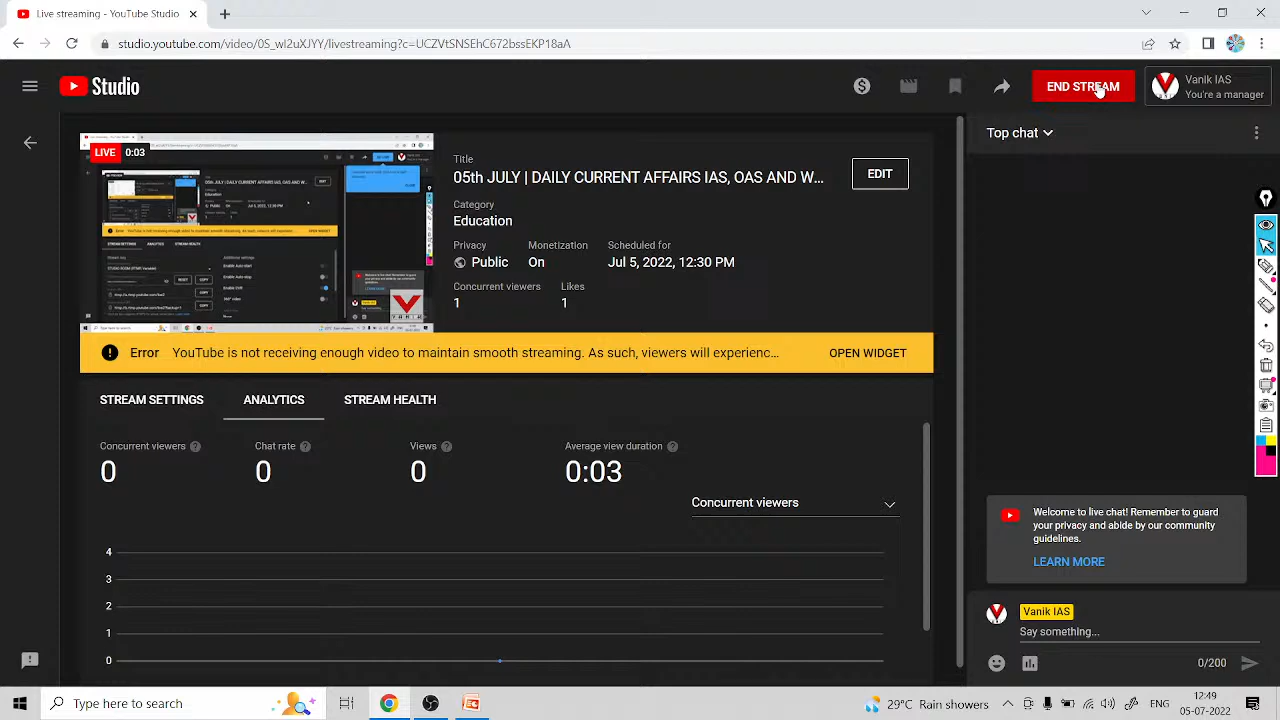 Live streaming - YouTube Studio
studio.youtube.com/video/0S_wl2uXJYY/livestreaming?c=UCZVtSNSEhC672bssEKP18aA
Studio
END STREAM
Vanik IAS
You're a manager
LIVE 0:03
Title
05th JULY | DAILY CURRENT AFFAIRS IAS, OAS AND W...
EDIT
Category
Education
Monetization
Public
On
Jul 5, 2022, 12:30 PM
Concurrent viewers
Likes
1
Error YouTube is not receiving enough video to maintain smooth streaming. As such, viewers will experienc...
OPEN WIDGET
STREAM SETTINGS
ANALYTICS
STREAM HEALTH
Concurrent viewers
Chat rate
Views
Average view duration
0
0
0
0:03
Concurrent viewers
4
3
2
1
0
Top chat
Welcome to live chat! Remember to guard
your privacy and abide by our community
guidelines.
LEARN MORE
Vanik IAS
Say something...
0/200
Type here to search
29°C Rain showers
ENG
12:49
05-07-2022